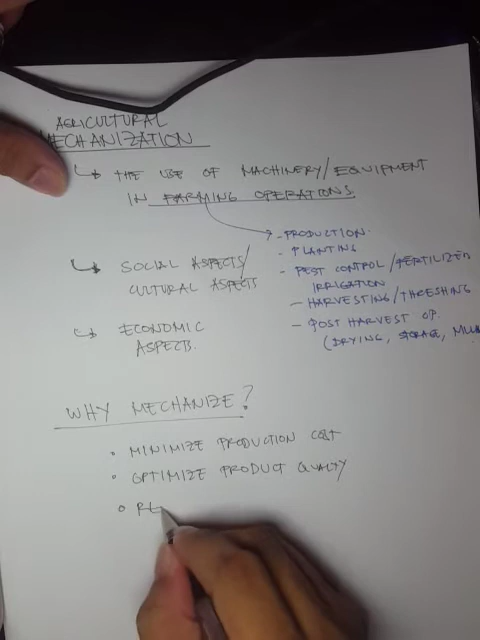 AGRICULTURAL
MECHANIZATION
THE USE OF MACHINERY/EQUIPMENT
IN FARMING OPERATIONS.
- PRODUCTION.
- PLANTING
SOCIAL ASPECTS/
CULTURAL ASPECTS
- PEST CONTROL/FERTILIZER
IRRIGATION
- HARVESTING/THRESHING
- POST HARVEST OP.
(DRYING, STORAGE,
ECONOMIC
ASPECTS.
WHY MECHANIZE?
• MINIMIZE PRODUCTION COST
• OPTIMIZE PRODUCT QUALITY
•